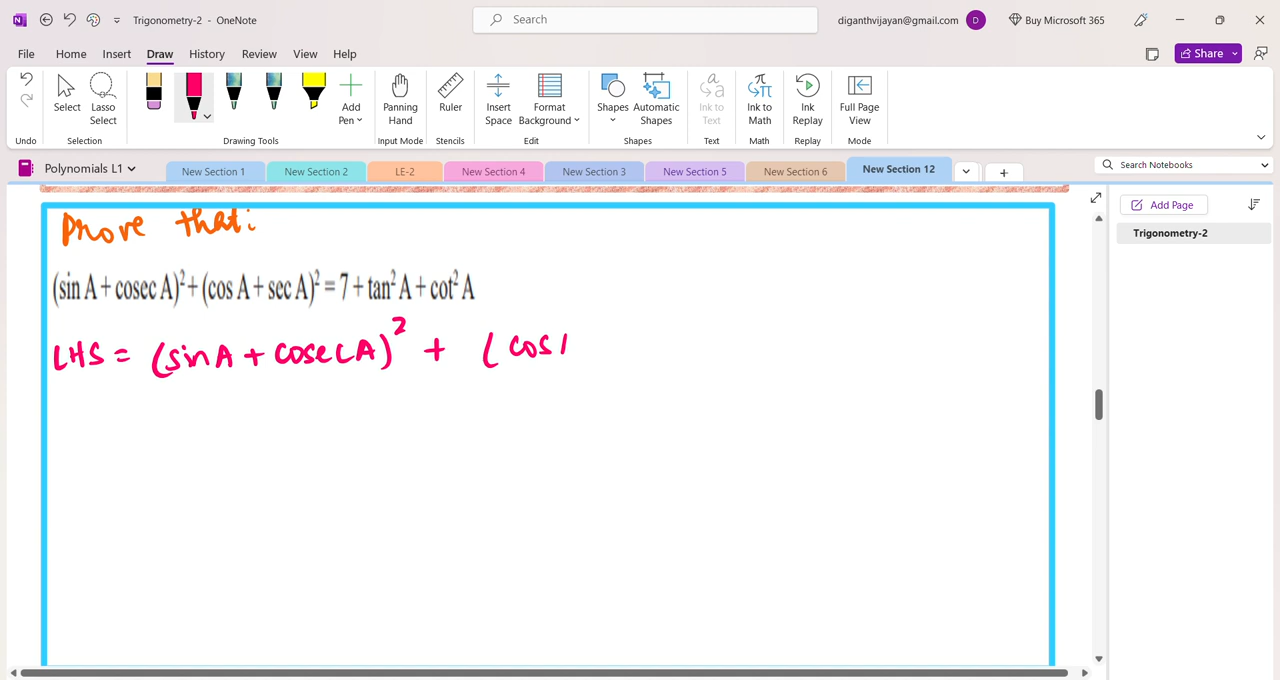 Trigonometry-2 - OneNote
Search
diganthvijayan@gmail.com
D
Buy Microsoft 365
File Home Insert Draw History Review View Help
Share
Undo
Select
Lasso Select
Selection
Drawing Tools
Add Pen
Panning Hand
Input Mode
Ruler
Stencils
Insert Space
Format Background
Edit
Shapes
Automatic Shapes
Shapes
Ink to Text
Text
Ink to Math
Math
Ink Replay
Replay
Full Page View
Mode
Polynomials L1
New Section 1
New Section 2
LE-2
New Section 4
New Section 3
New Section 5
New Section 6
New Section 12
+
Search Notebooks
Add Page
Trigonometry-2
Prove that:
(sin A + cosec A)² + (cos A + sec A)² = 7 + tan² A + cot² A
LHS = (sinA + cosecA)² + (cos